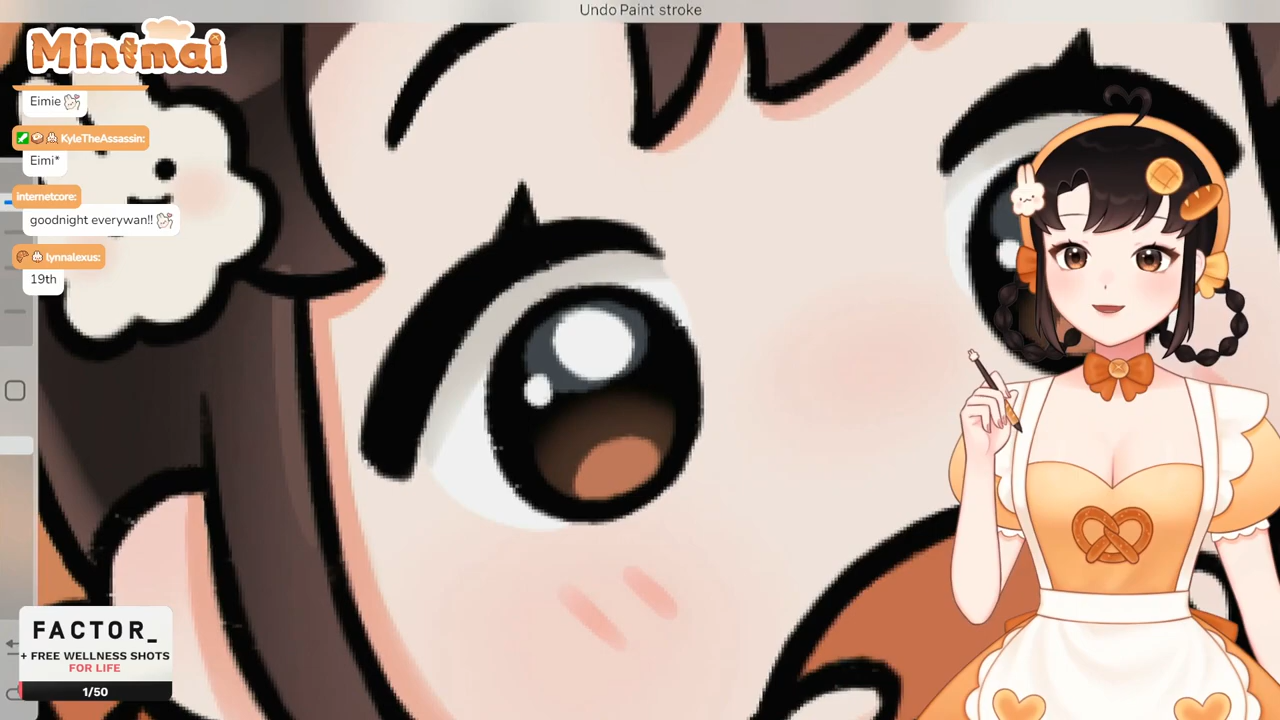 Undo Paint stroke
Mintmai
Eimie
KyleTheAssassin:
Eimi*
internetcore:
goodnight everywan!!
lynnalexus:
19th
FACTOR_
+ FREE WELLNESS SHOTS
FOR LIFE
1/50